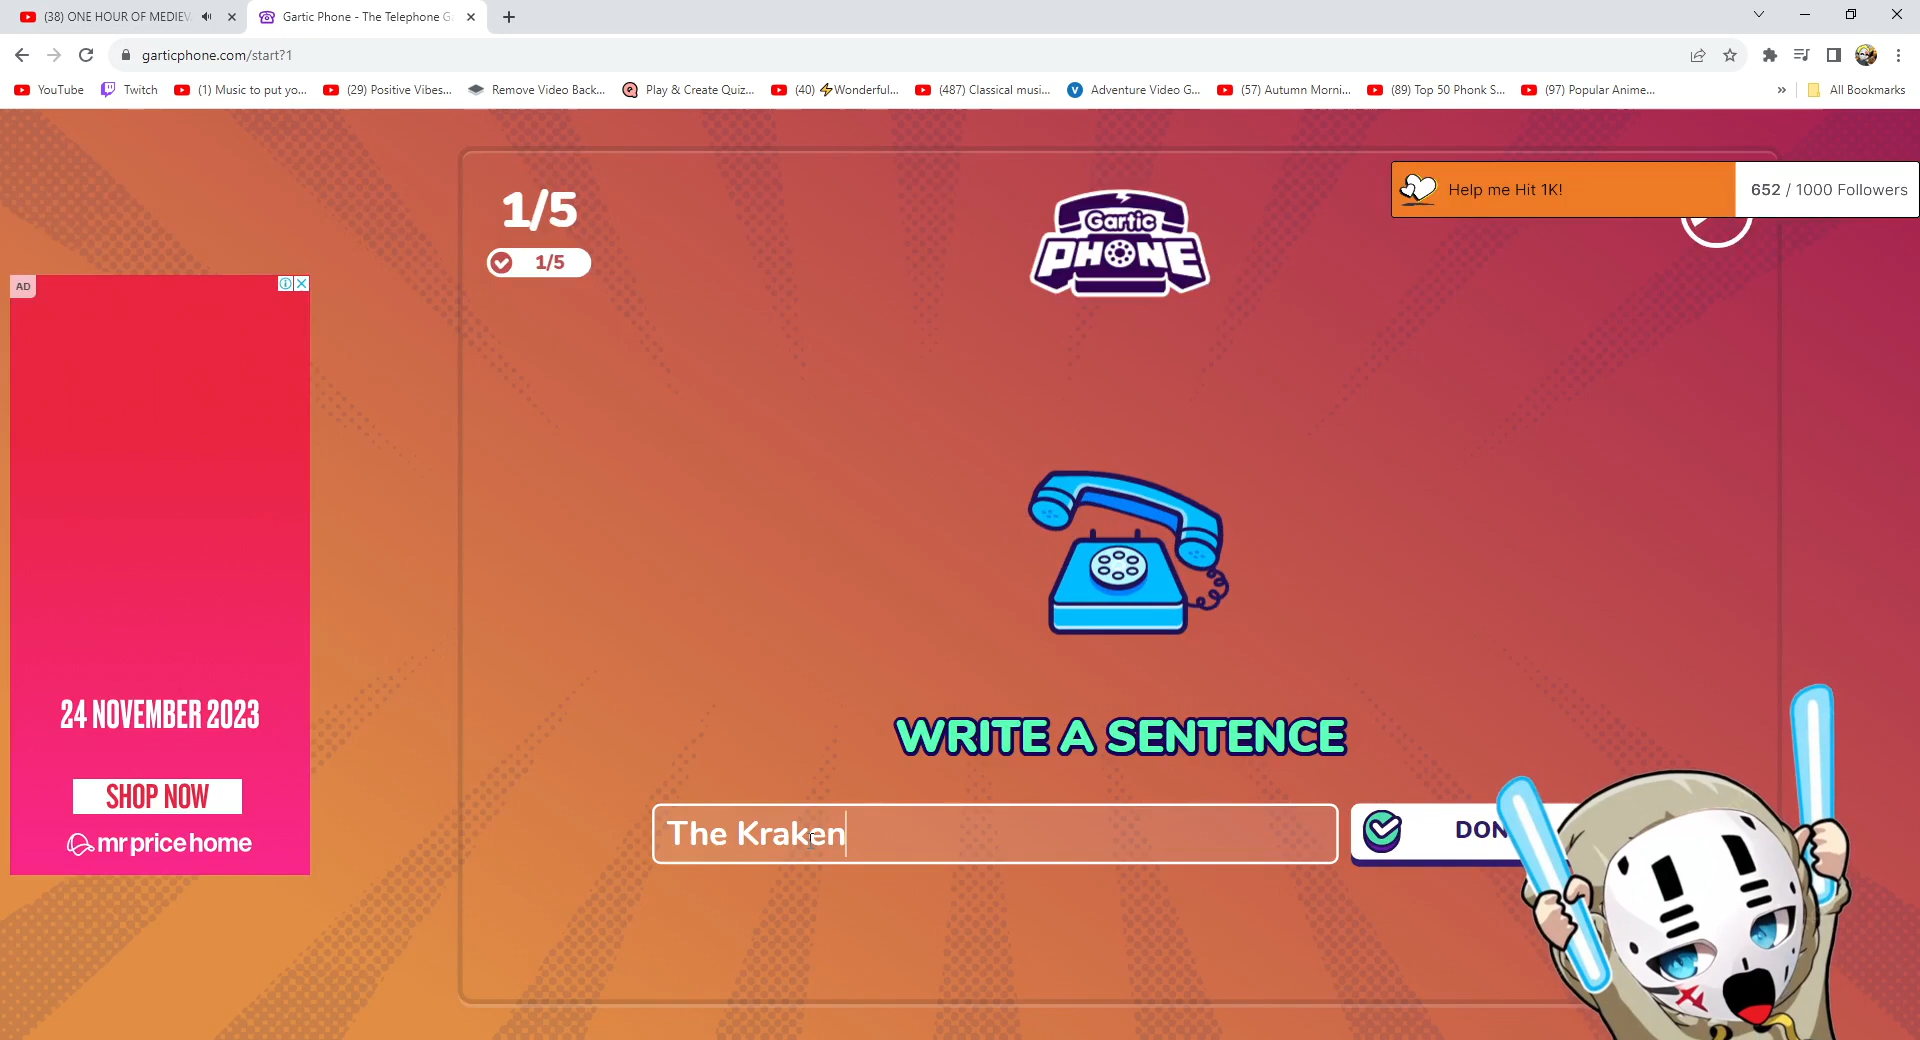 (38) ONE HOUR OF MEDIEV
Gartic Phone - The Telephone G
garticphone.com/start?1
YouTube
Twitch
(1) Music to put yo...
(29) Positive Vibes...
Remove Video Back...
Play & Create Quiz...
(40) ⚡Wonderful...
(487) Classical musi...
Adventure Video G...
(57) Autumn Morni...
(89) Top 50 Phonk S...
(97) Popular Anime...
»
All Bookmarks
1/5
1/5
Gartic
PHONE
Help me Hit 1K!
652 / 1000 Followers
AD
24 NOVEMBER 2023
SHOP NOW
mr price home
WRITE A SENTENCE
The Kraken
DON